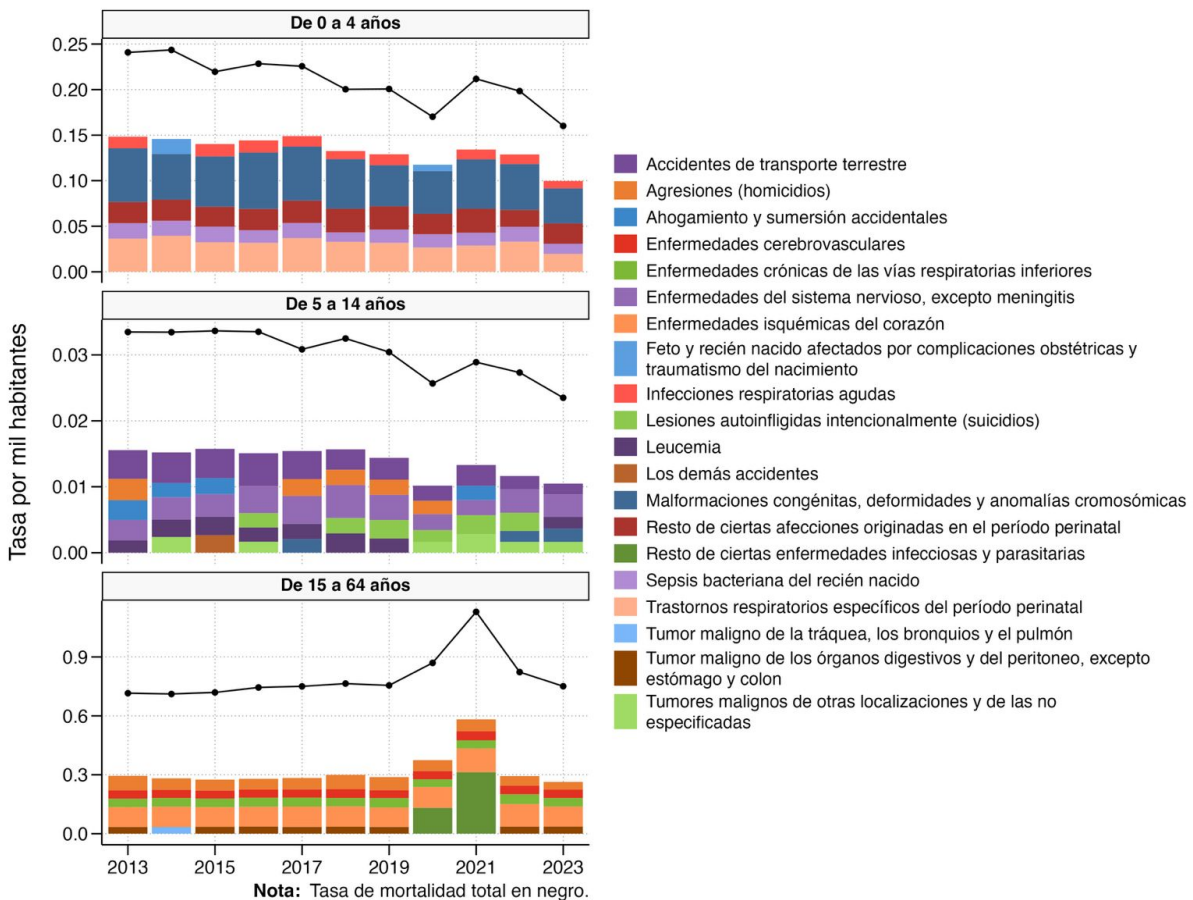 De 0 a 4 años
0.25
0.20
0.15
0.10
0.05
0.00
De 5 a 14 años
0.03
0.02
0.01
0.00
De 15 a 64 años
0.9
0.6
0.3
0.0
2013 2015 2017 2019 2021 2023
Tasa por mil habitantes
Nota: Tasa de mortalidad total en negro.
Accidentes de transporte terrestre
Agresiones (homicidios)
Ahogamiento y sumersión accidentales
Enfermedades cerebrovasculares
Enfermedades crónicas de las vías respiratorias inferiores
Enfermedades del sistema nervioso, excepto meningitis
Enfermedades isquémicas del corazón
Feto y recién nacido afectados por complicaciones obstétricas y
traumatismo del nacimiento
Infecciones respiratorias agudas
Lesiones autoinfligidas intencionalmente (suicidios)
Leucemia
Los demás accidentes
Malformaciones congénitas, deformidades y anomalías cromosómicas
Resto de ciertas afecciones originadas en el período perinatal
Resto de ciertas enfermedades infecciosas y parasitarias
Sepsis bacteriana del recién nacido
Trastornos respiratorios específicos del período perinatal
Tumor maligno de la tráquea, los bronquios y el pulmón
Tumor maligno de los órganos digestivos y del peritoneo, excepto
estómago y colon
Tumores malignos de otras localizaciones y de las no
especificadas